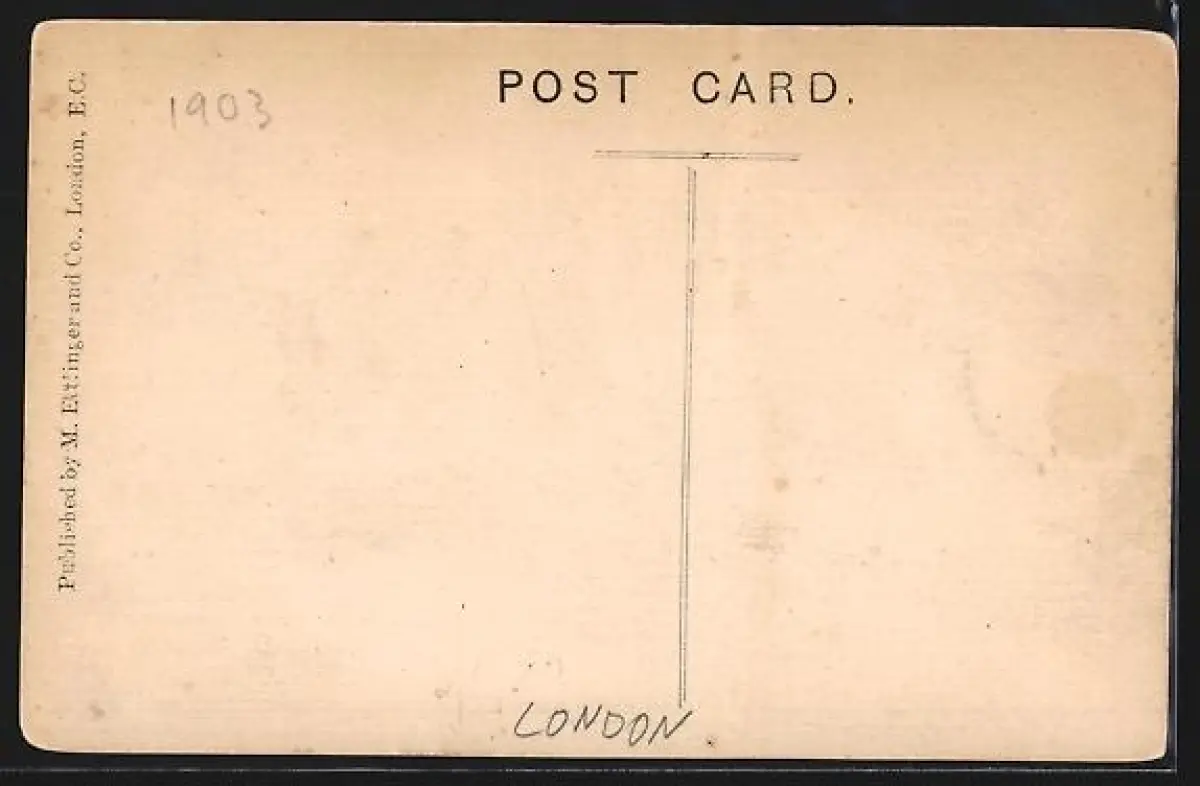 POST CARD.
1903
Published by M. Ettlinger and Co., London, E.C.
LONDON